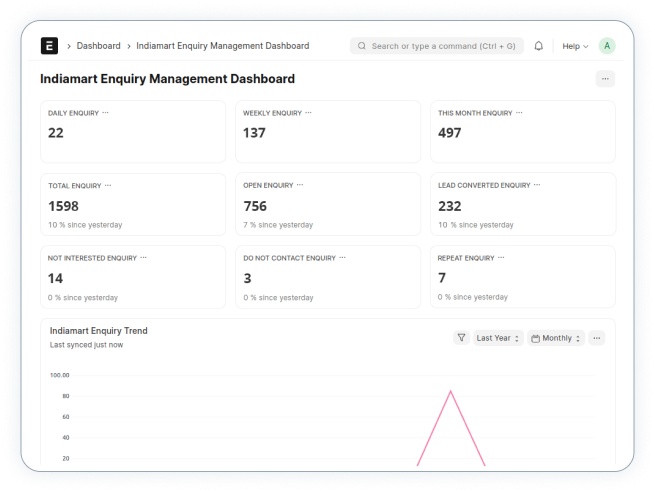 E > Dashboard > Indiamart Enquiry Management Dashboard Search or type a command (Ctrl + G) Help A
Indiamart Enquiry Management Dashboard ...
DAILY ENQUIRY ... WEEKLY ENQUIRY ... THIS MONTH ENQUIRY ...
22 137 497
TOTAL ENQUIRY ... OPEN ENQUIRY ... LEAD CONVERTED ENQUIRY ...
1598 756 232
10 % since yesterday 7 % since yesterday 10 % since yesterday
NOT INTERESTED ENQUIRY ... DO NOT CONTACT ENQUIRY ... REPEAT ENQUIRY ...
14 3 7
0 % since yesterday 0 % since yesterday 0 % since yesterday
Indiamart Enquiry Trend
Last synced just now
Last Year Monthly ...
100.00
80
60
40
20